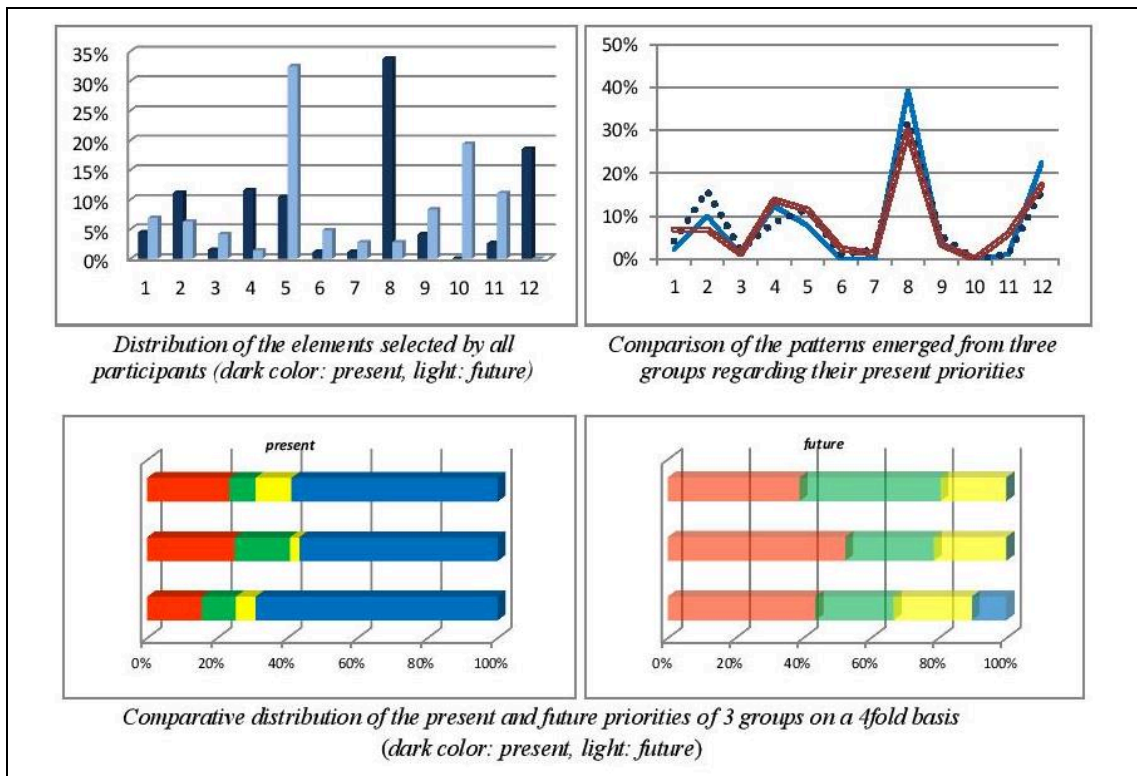 35%
30%
25%
20%
15%
10%
5%
0%
1 2 3 4 5 6 7 8 9 10 11 12
Distribution of the elements selected by all
participants (dark color: present, light: future)
50%
40%
30%
20%
10%
0%
1 2 3 4 5 6 7 8 9 10 11 12
Comparison of the patterns emerged from three
groups regarding their present priorities
present
0% 20% 40% 60% 80% 100%
future
0% 20% 40% 60% 80% 100%
Comparative distribution of the present and future priorities of 3 groups on a 4fold basis
(dark color: present, light: future)